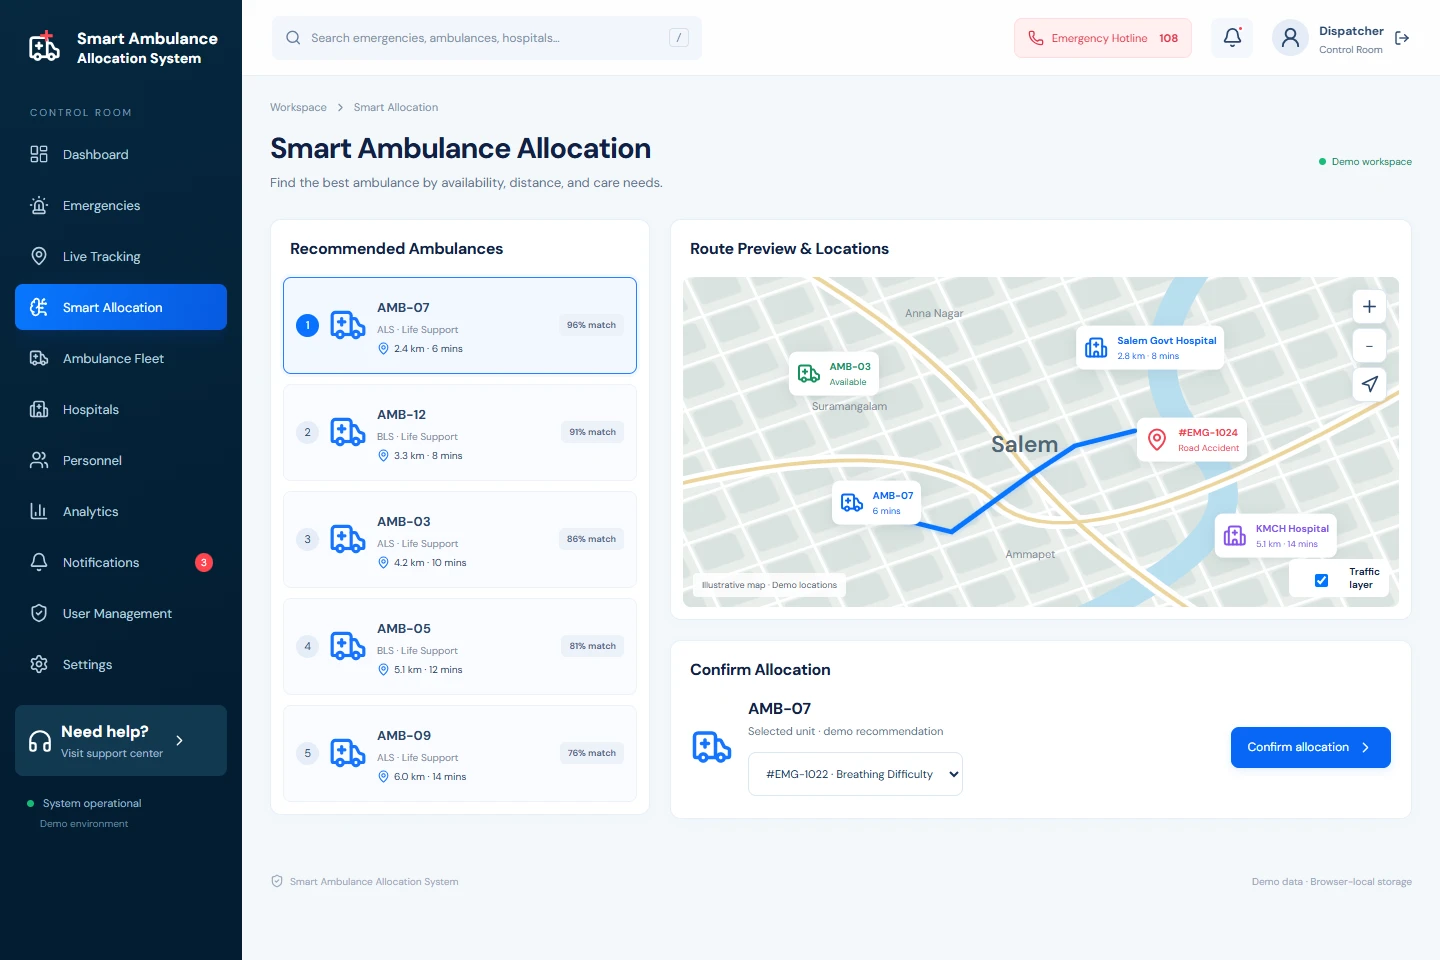 Smart Ambulance
Allocation System
CONTROL ROOM
Dashboard
Emergencies
Live Tracking
Smart Allocation
Ambulance Fleet
Hospitals
Personnel
Analytics
Notifications 3
User Management
Settings
Need help?
Visit support center
System operational
Demo environment
Search emergencies, ambulances, hospitals... /
Emergency Hotline 108
Dispatcher
Control Room
Workspace Smart Allocation
Smart Ambulance Allocation
Find the best ambulance by availability, distance, and care needs.
Demo workspace
Recommended Ambulances
1
AMB-07
ALS · Life Support
2.4 km · 6 mins
96% match
2
AMB-12
BLS · Life Support
3.3 km · 8 mins
91% match
3
AMB-03
ALS · Life Support
4.2 km · 10 mins
86% match
4
AMB-05
BLS · Life Support
5.1 km · 12 mins
81% match
5
AMB-09
ALS · Life Support
6.0 km · 14 mins
76% match
Route Preview & Locations
Anna Nagar
Salem Govt Hospital
2.8 km · 8 mins
AMB-03
Available
Suramangalam
Salem
#EMG-1024
Road Accident
AMB-07
6 mins
KMCH Hospital
5.1 km · 14 mins
Ammapet
Illustrative map · Demo locations
Traffic
layer
+
-
Confirm Allocation
AMB-07
Selected unit · demo recommendation
#EMG-1022 · Breathing Difficulty
Confirm allocation
Smart Ambulance Allocation System
Demo data · Browser-local storage